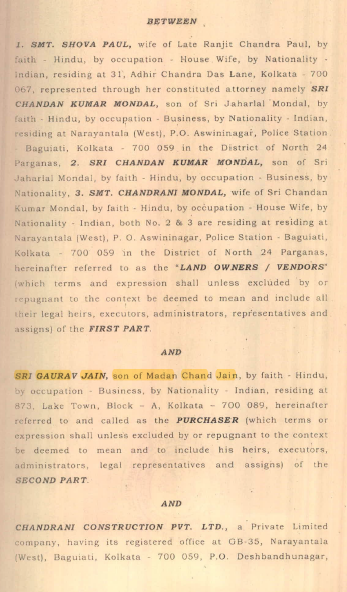 BETWEEN
1. SMT. SHOVA PAUL, wife of Late Ranjit Chandra Paul, by
faith - Hindu, by occupation - House Wife, by Nationality -
Indian, residing at 31, Adhir Chandra Das Lane, Kolkata - 700
067, represented through her constituted attorney namely SRI
CHANDAN KUMAR MONDAL, son of Sri Jaharlal Mondal, by
faith - Hindu, by occupation - Business, by Nationality - Indian,
residing at Narayantala (West), P.O. Aswininagar, Police Station
- Baguiati, Kolkata - 700 059 in the District of North 24
Parganas. 2. SRI CHANDAN KUMAR MONDAL, son of Sri
Jaharlal Mondal, by faith - Hindu, by occupation - Business, by
Nationality, 3. SMT. CHANDRANI MONDAL, wife of Sri Chandan
Kumar Mondal, by faith - Hindu, by occupation - House Wife, by
Nationality - Indian, both No. 2 & 3 are residing at residing at
Narayantala (West), P. O. Aswininagar, Police Station - Baguiati,
Kolkata - 700 059 in the District of North 24 Parganas,
hereinafter referred to as the "LAND OWNERS / VENDORS"
(which terms and expression shall unless excluded by or
repugnant to the context be deemed to mean and include all
their legal heirs, executors, administrators, representatives and
assigns) of the FIRST PART.
AND
SRI GAURAV JAIN, son of Madan Chand Jain, by faith - Hindu,
by occupation - Business, by Nationality - Indian, residing at
873, Lake Town, Block - A, Kolkata - 700 089, hereinafter
referred to and called as the PURCHASER (which terms or
expression shall unless excluded by or repugnant to the context
be deemed to mean and to include his heirs, executors,
administrators, legal representatives and assigns) of the
SECOND PART.
AND
CHANDRANI CONSTRUCTION PVT. LTD., a Private Limited
company, having its registered office at GB-35, Narayantala
(West), Baguiati, Kolkata - 700 059, P.O. Deshbandhunagar,